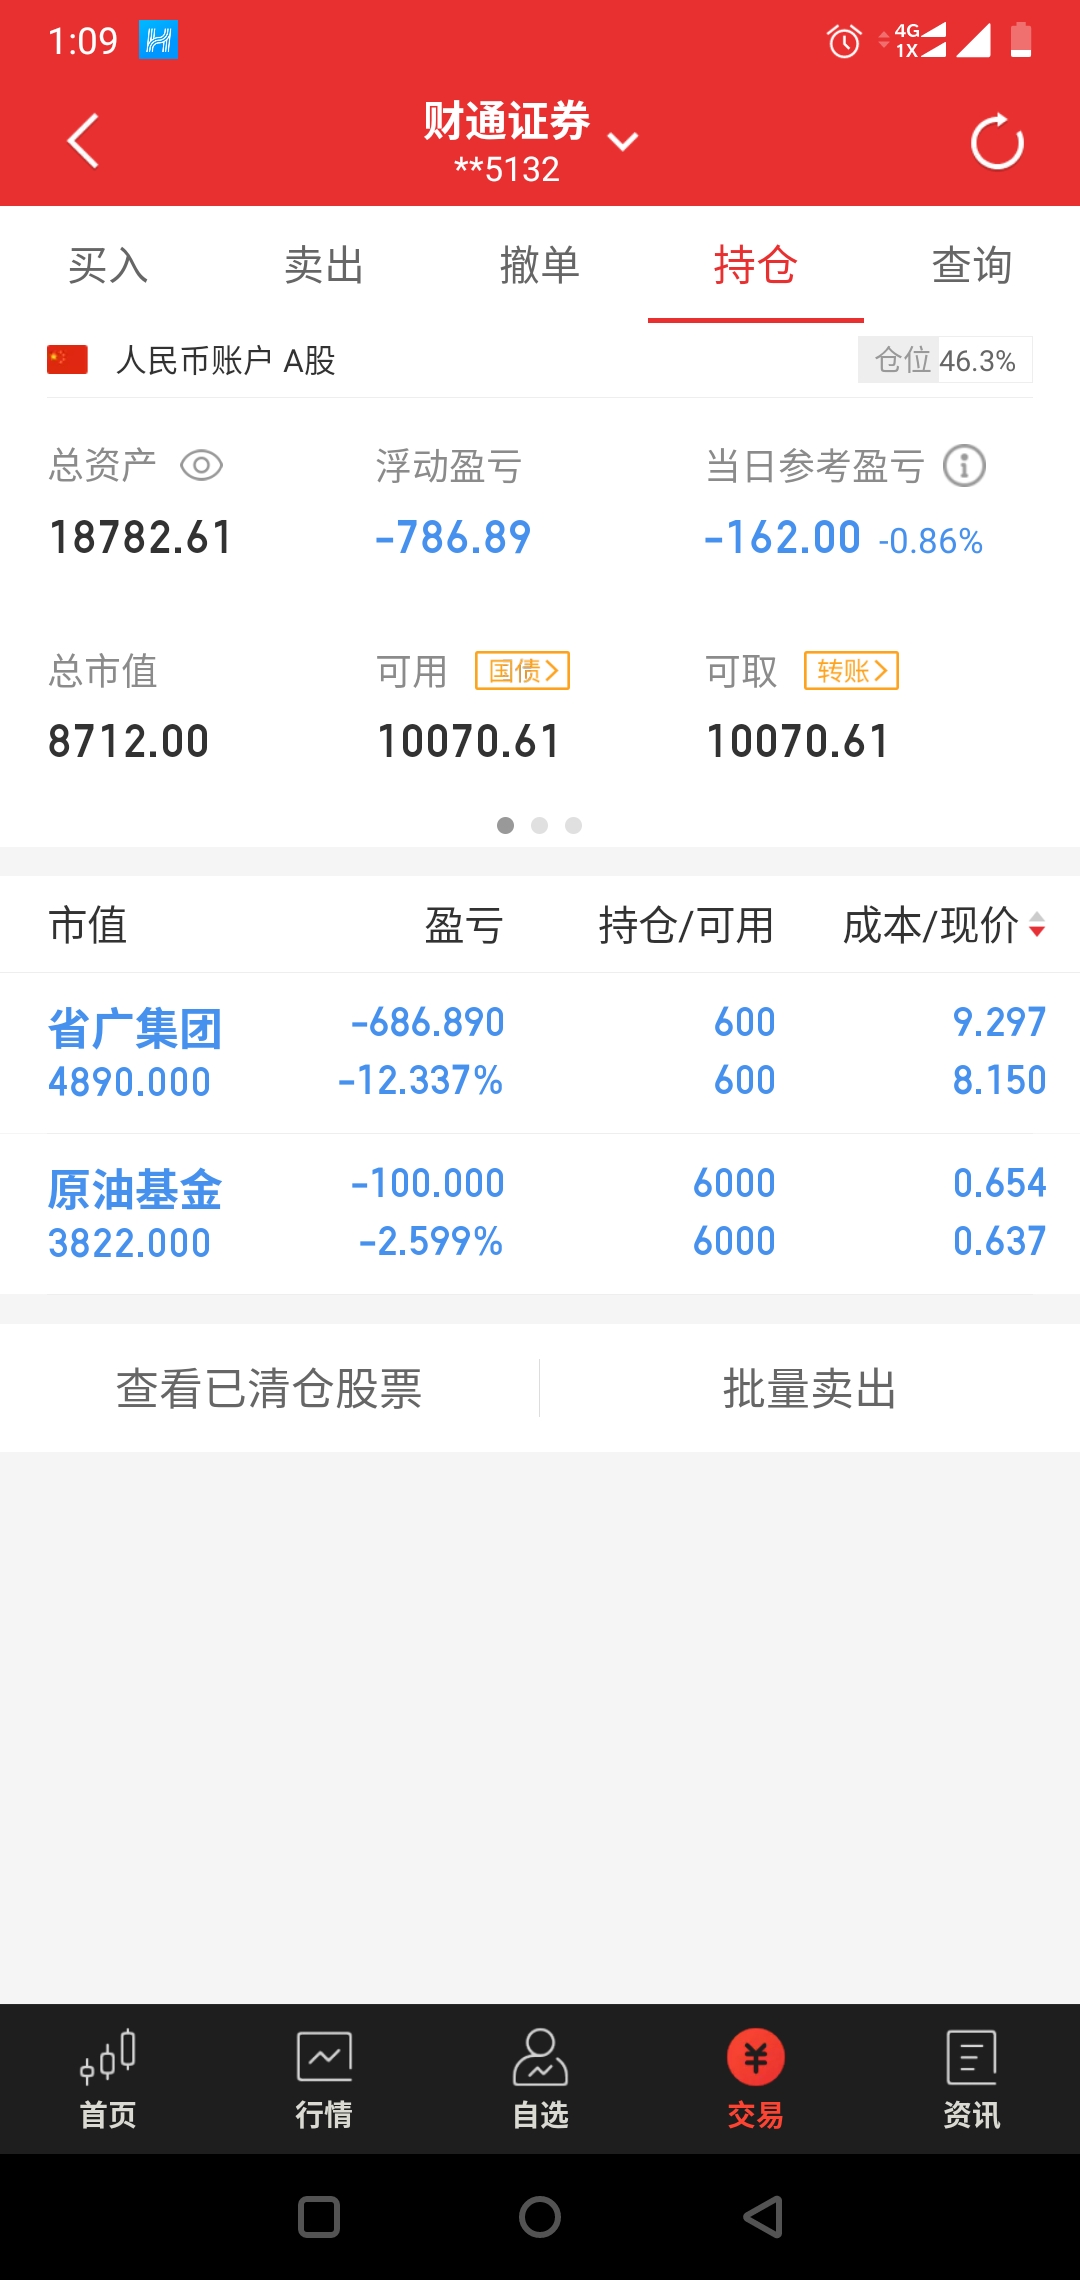 1:09
4G
1X
财通证券
**5132
买入 卖出 撤单 持仓 查询
人民币账户 A股 仓位 46.3%
总资产 浮动盈亏 当日参考盈亏
18782.61 -786.89 -162.00 -0.86%
总市值 可用 国债 可取 转账
8712.00 10070.61 10070.61
市值 盈亏 持仓/可用 成本/现价
省广集团 -686.890 600 9.297
4890.000 -12.337% 600 8.150
原油基金 -100.000 6000 0.654
3822.000 -2.599% 6000 0.637
查看已清仓股票 批量卖出
首页 行情 自选 交易 资讯